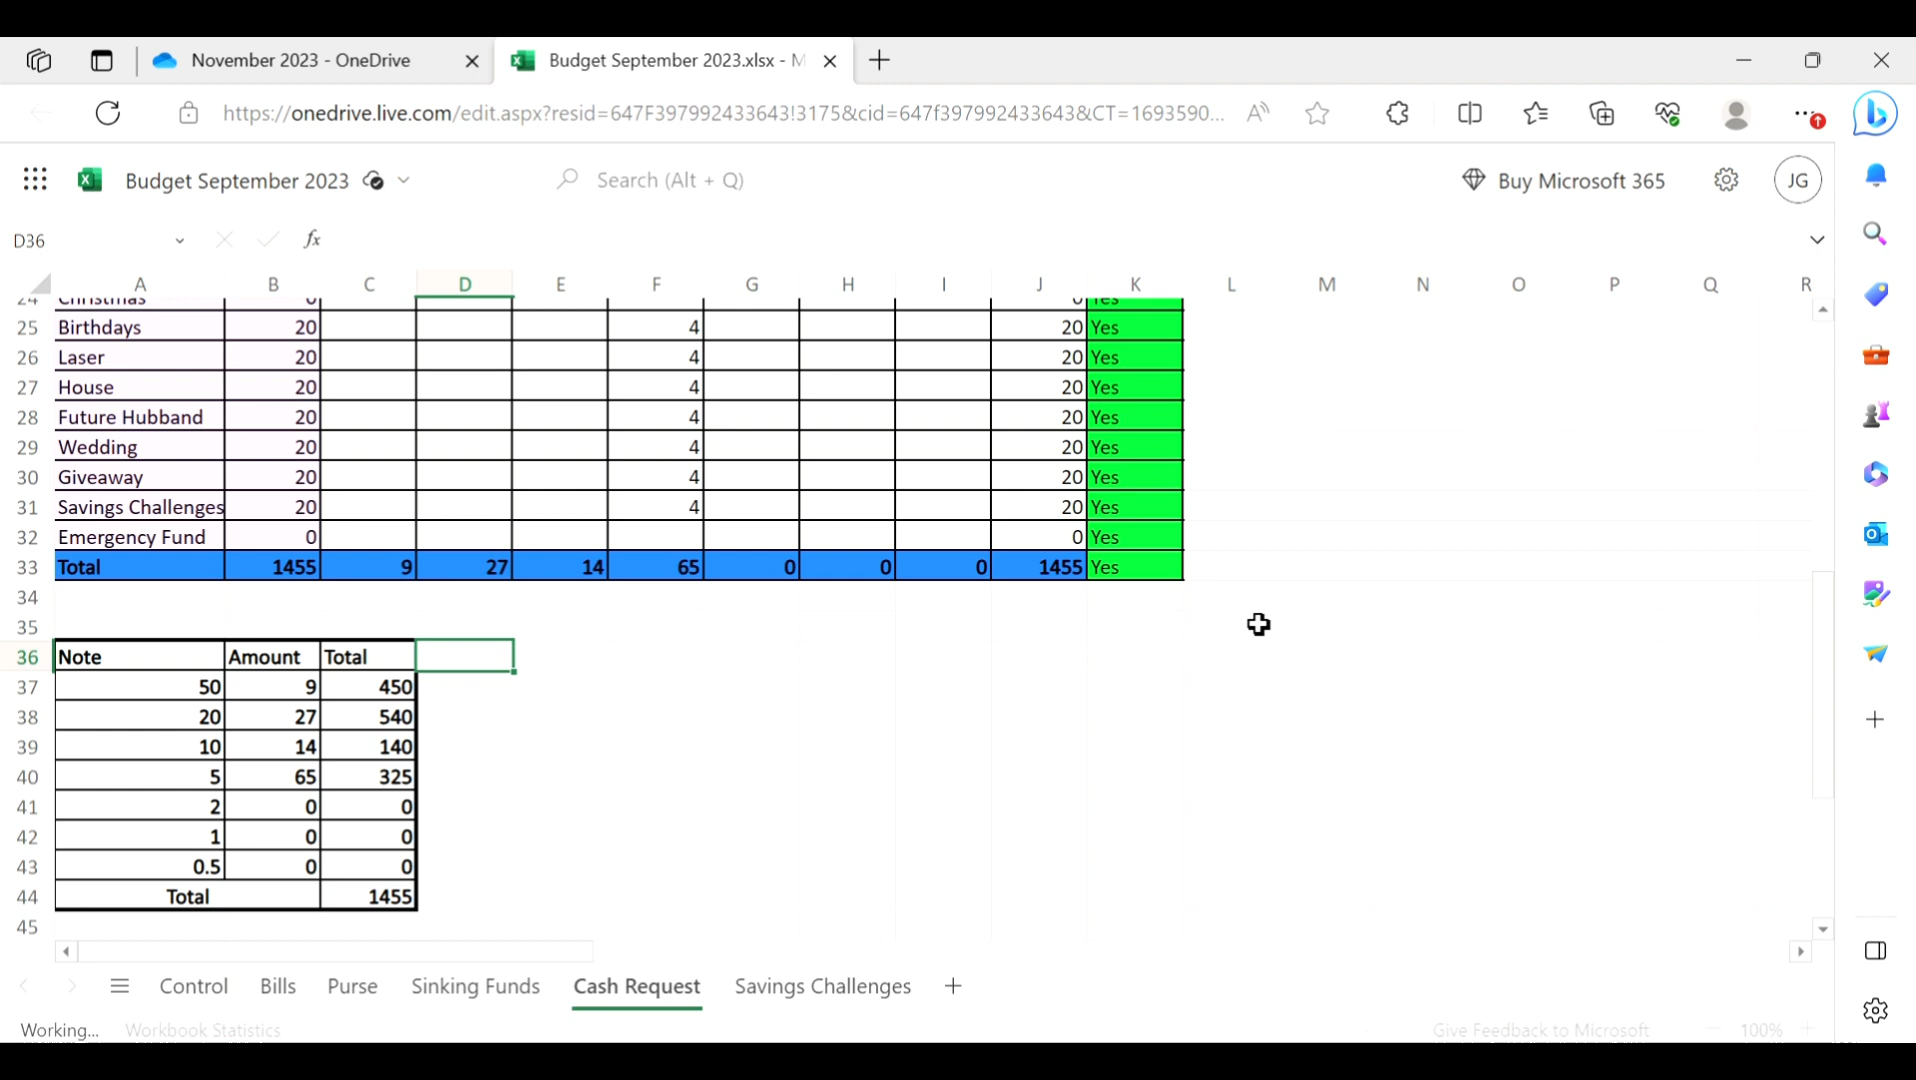 November 2023 - OneDrive
Budget September 2023.xlsx - M
https://onedrive.live.com/edit.aspx?resid=647F397992433643!3175&cid=647f397992433643&CT=1693590...
Budget September 2023
Search (Alt + Q)
Buy Microsoft 365
JG
D36
fx
A B C D E F G H I J K L M N O P Q R
24 Christmas 0 0 Yes
25 Birthdays 20 4 20 Yes
26 Laser 20 4 20 Yes
27 House 20 4 20 Yes
28 Future Hubband 20 4 20 Yes
29 Wedding 20 4 20 Yes
30 Giveaway 20 4 20 Yes
31 Savings Challenges 20 4 20 Yes
32 Emergency Fund 0 0 Yes
33 Total 1455 9 27 14 65 0 0 0 1455 Yes
34
35
36 Note Amount Total
37 50 9 450
38 20 27 540
39 10 14 140
40 5 65 325
41 2 0 0
42 1 0 0
43 0.5 0 0
44 Total 1455
45
Control Bills Purse Sinking Funds Cash Request Savings Challenges
Working... Workbook Statistics Give Feedback to Microsoft 100%